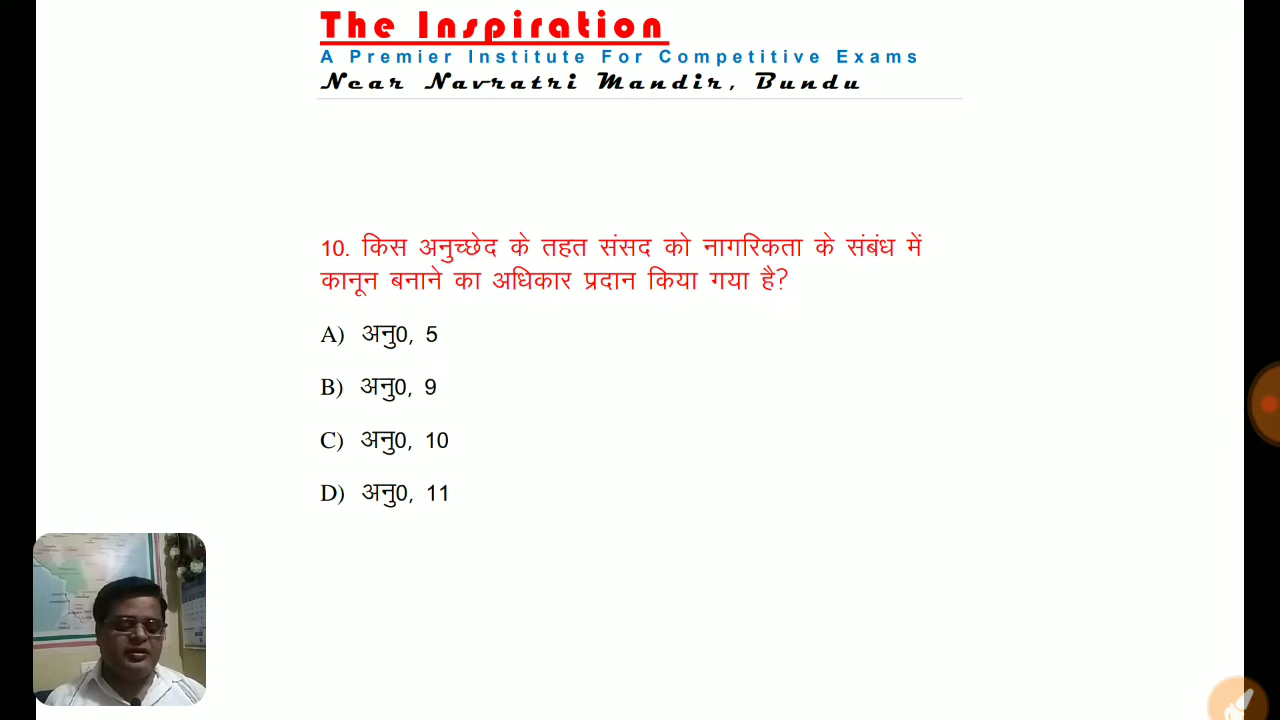 The Inspiration
A Premier Institute For Competitive Exams
Near Navratri Mandir, Bundu
10. किस अनुच्छेद के तहत संसद को नागरिकता के संबंध में
कानून बनाने का अधिकार प्रदान किया गया है?
A) अनु0, 5
B) अनु0, 9
C) अनु0, 10
D) अनु0, 11